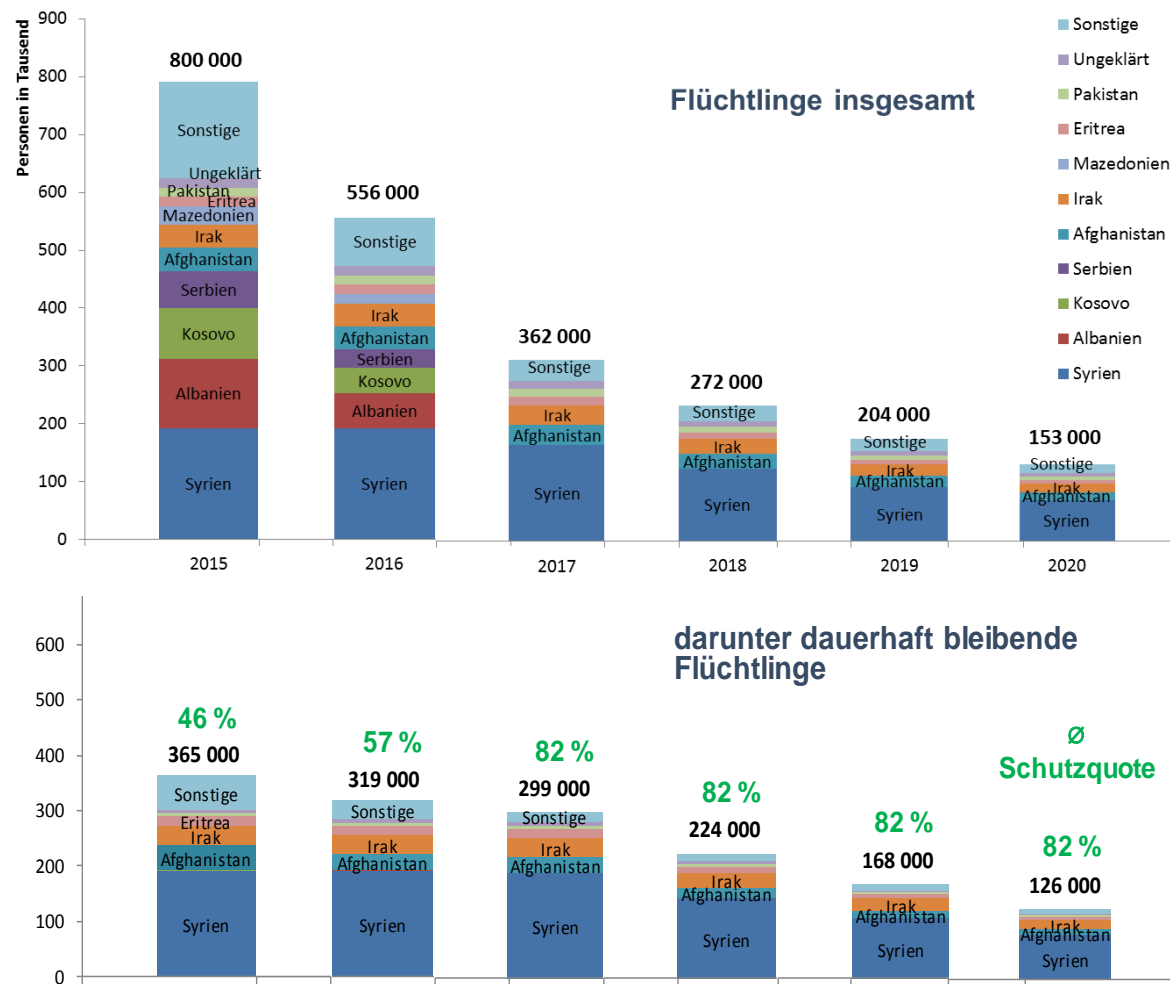 Personen in Tausend
900
800
700
600
500
400
300
200
100
0
800 000
556 000
362 000
272 000
204 000
153 000
Flüchtlinge insgesamt
Sonstige
Ungeklärt
Pakistan
Eritrea
Mazedonien
Irak
Afghanistan
Serbien
Kosovo
Albanien
Syrien
Sonstige
Ungeklärt
Pakistan
Eritrea
Mazedonien
Irak
Afghanistan
Serbien
Kosovo
Albanien
Syrien
Sonstige
Irak
Afghanistan
Serbien
Kosovo
Albanien
Syrien
Sonstige
Irak
Afghanistan
Syrien
Sonstige
Irak
Afghanistan
Syrien
Sonstige
Irak
Afghanistan
Syrien
Sonstige
Irak
Afghanistan
Syrien
2015
2016
2017
2018
2019
2020
darunter dauerhaft bleibende
Flüchtlinge
600
500
400
300
200
100
0
46 %
365 000
57 %
319 000
82 %
299 000
82 %
224 000
82 %
168 000
82 %
126 000
Ø
Schutzquote
Sonstige
Eritrea
Irak
Afghanistan
Syrien
Sonstige
Irak
Afghanistan
Syrien
Sonstige
Irak
Afghanistan
Syrien
Irak
Afghanistan
Syrien
Irak
Afghanistan
Syrien
Irak
Afghanistan
Syrien